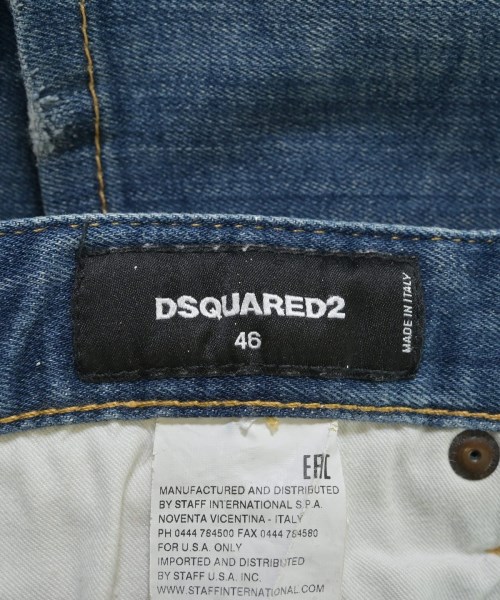 DSQUARED2
46
MADE IN ITALY
EAC
MANUFACTURED AND DISTRIBUTED
BY STAFF INTERNATIONAL S.P.A.
NOVENTA VICENTINA - ITALY
PH 0444 784500 FAX 0444 784580
FOR U.S.A. ONLY
IMPORTED AND DISTRIBUTED
BY STAFF U.S.A. INC.
WWW.STAFFINTERNATIONAL.COM